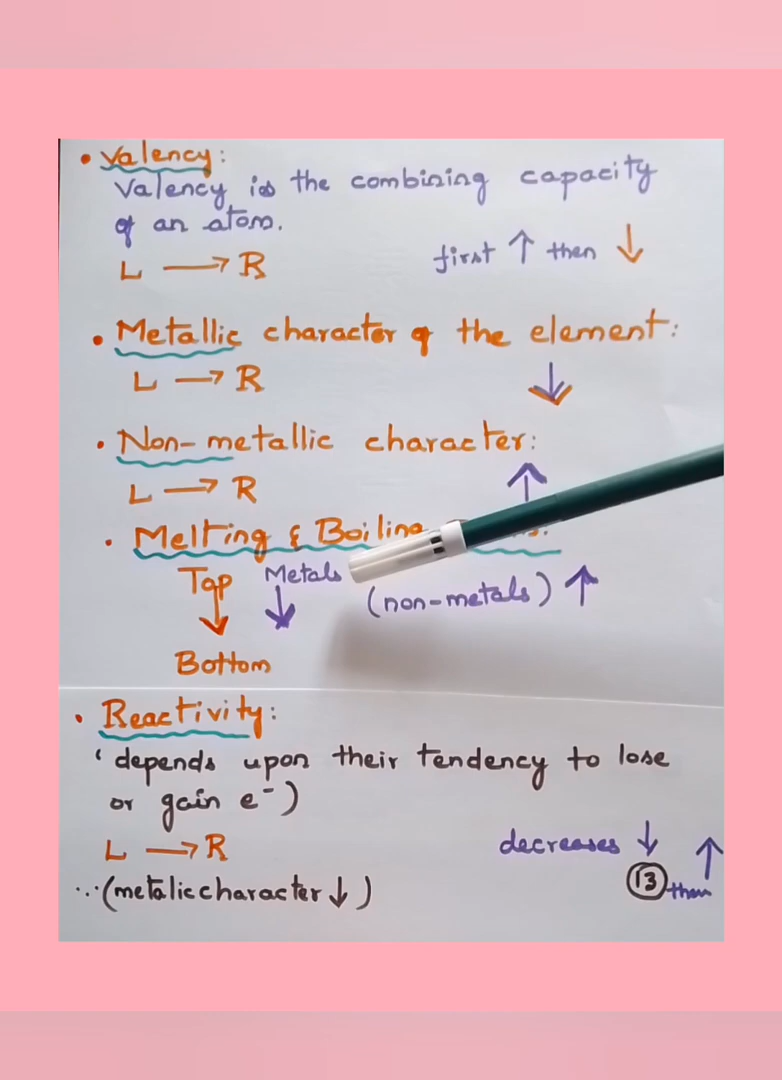 • Valency:
Valency is the combining capacity
of an atom.
L → R first ↑ then ↓
• Metallic character of the element:
L → R ↓
• Non-metallic character:
L → R ↑
• Melting & Boiling
Top Metals (non-metals) ↑
↓ ↓
Bottom
• Reactivity:
‘depends upon their tendency to lose
or gain e⁻)
L → R decreases ↓ ↑
∴ (metalic character ↓) 13 then